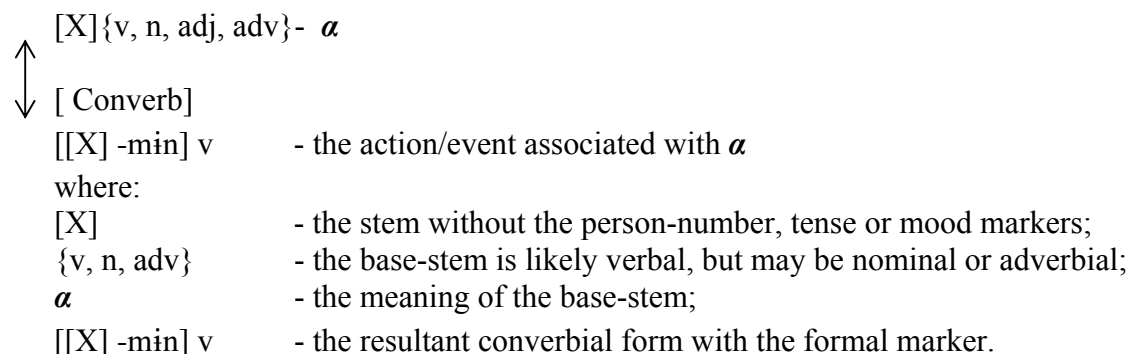 [X]{v, n, adj, adv}- α
[ Converb]
[[X] -mɨn] v - the action/event associated with α
where:
[X] - the stem without the person-number, tense or mood markers;
{v, n, adv} - the base-stem is likely verbal, but may be nominal or adverbial;
α - the meaning of the base-stem;
[[X] -mɨn] v - the resultant converbial form with the formal marker.